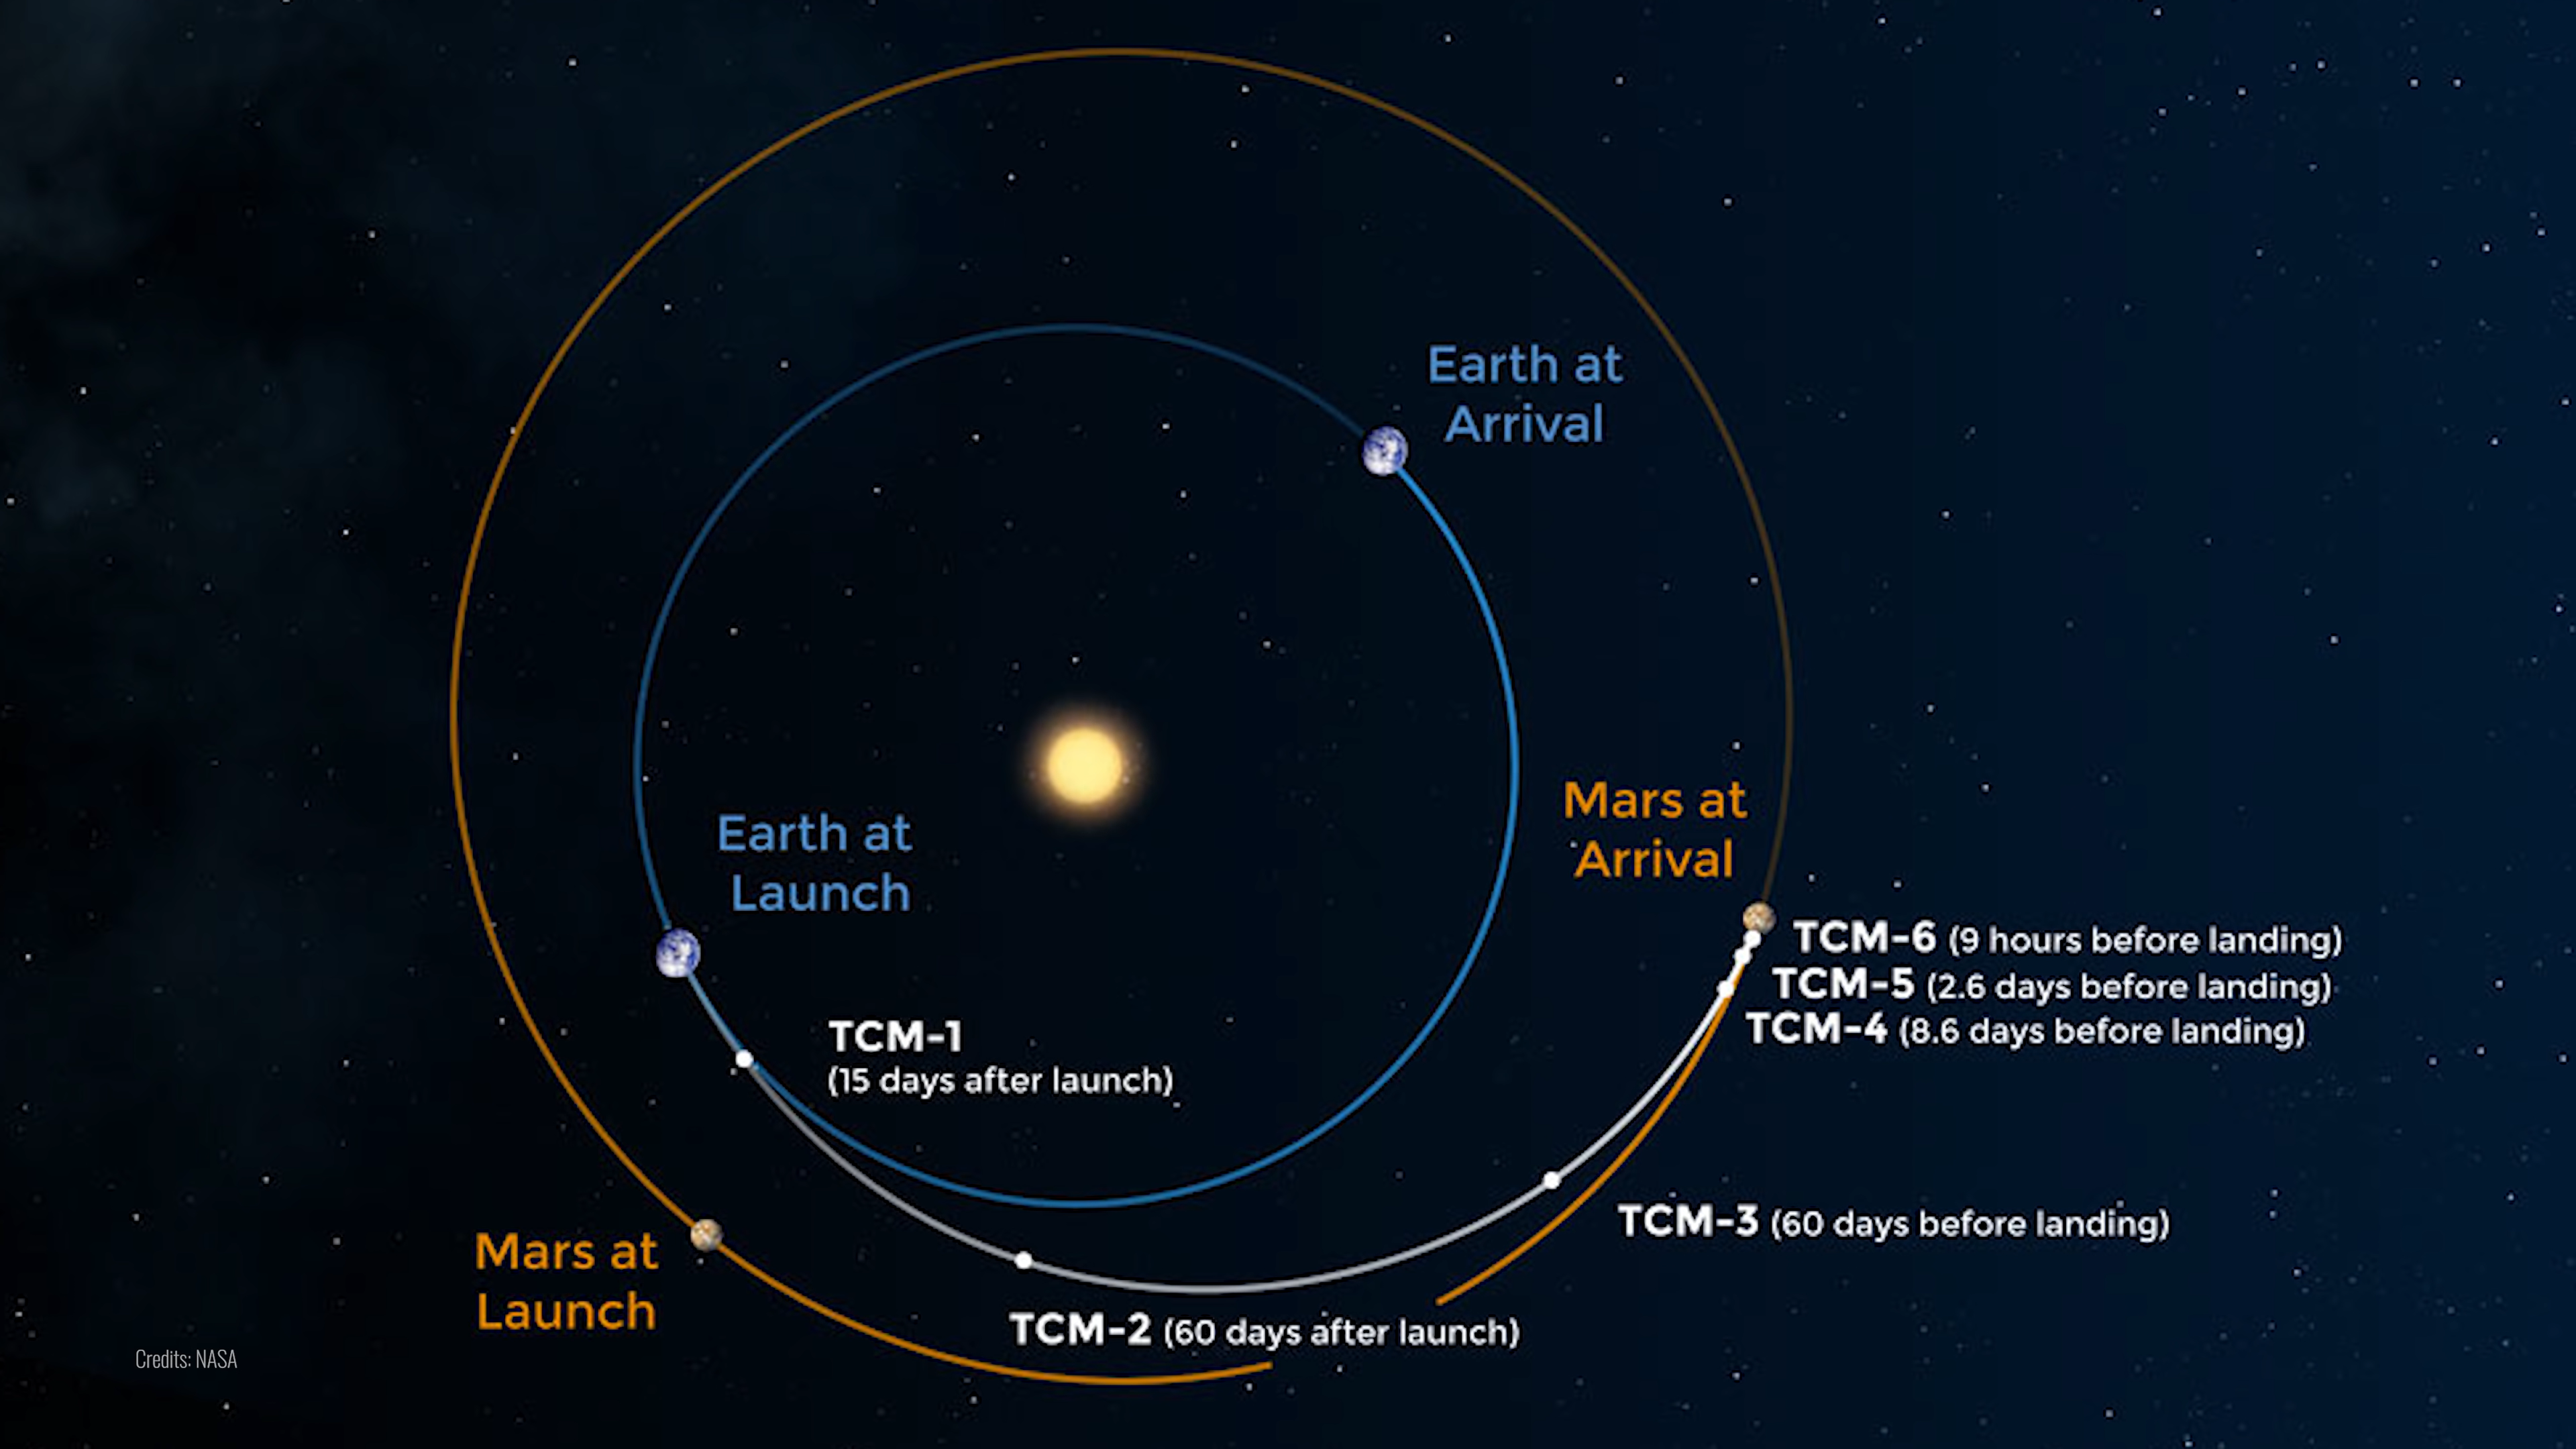 Earth at
Arrival
Mars at
Arrival
Earth at
Launch
TCM-6 (9 hours before landing)
TCM-5 (2.6 days before landing)
TCM-4 (8.6 days before landing)
TCM-1
(15 days after launch)
TCM-3 (60 days before landing)
Mars at
Launch
TCM-2 (60 days after launch)
Credits: NASA